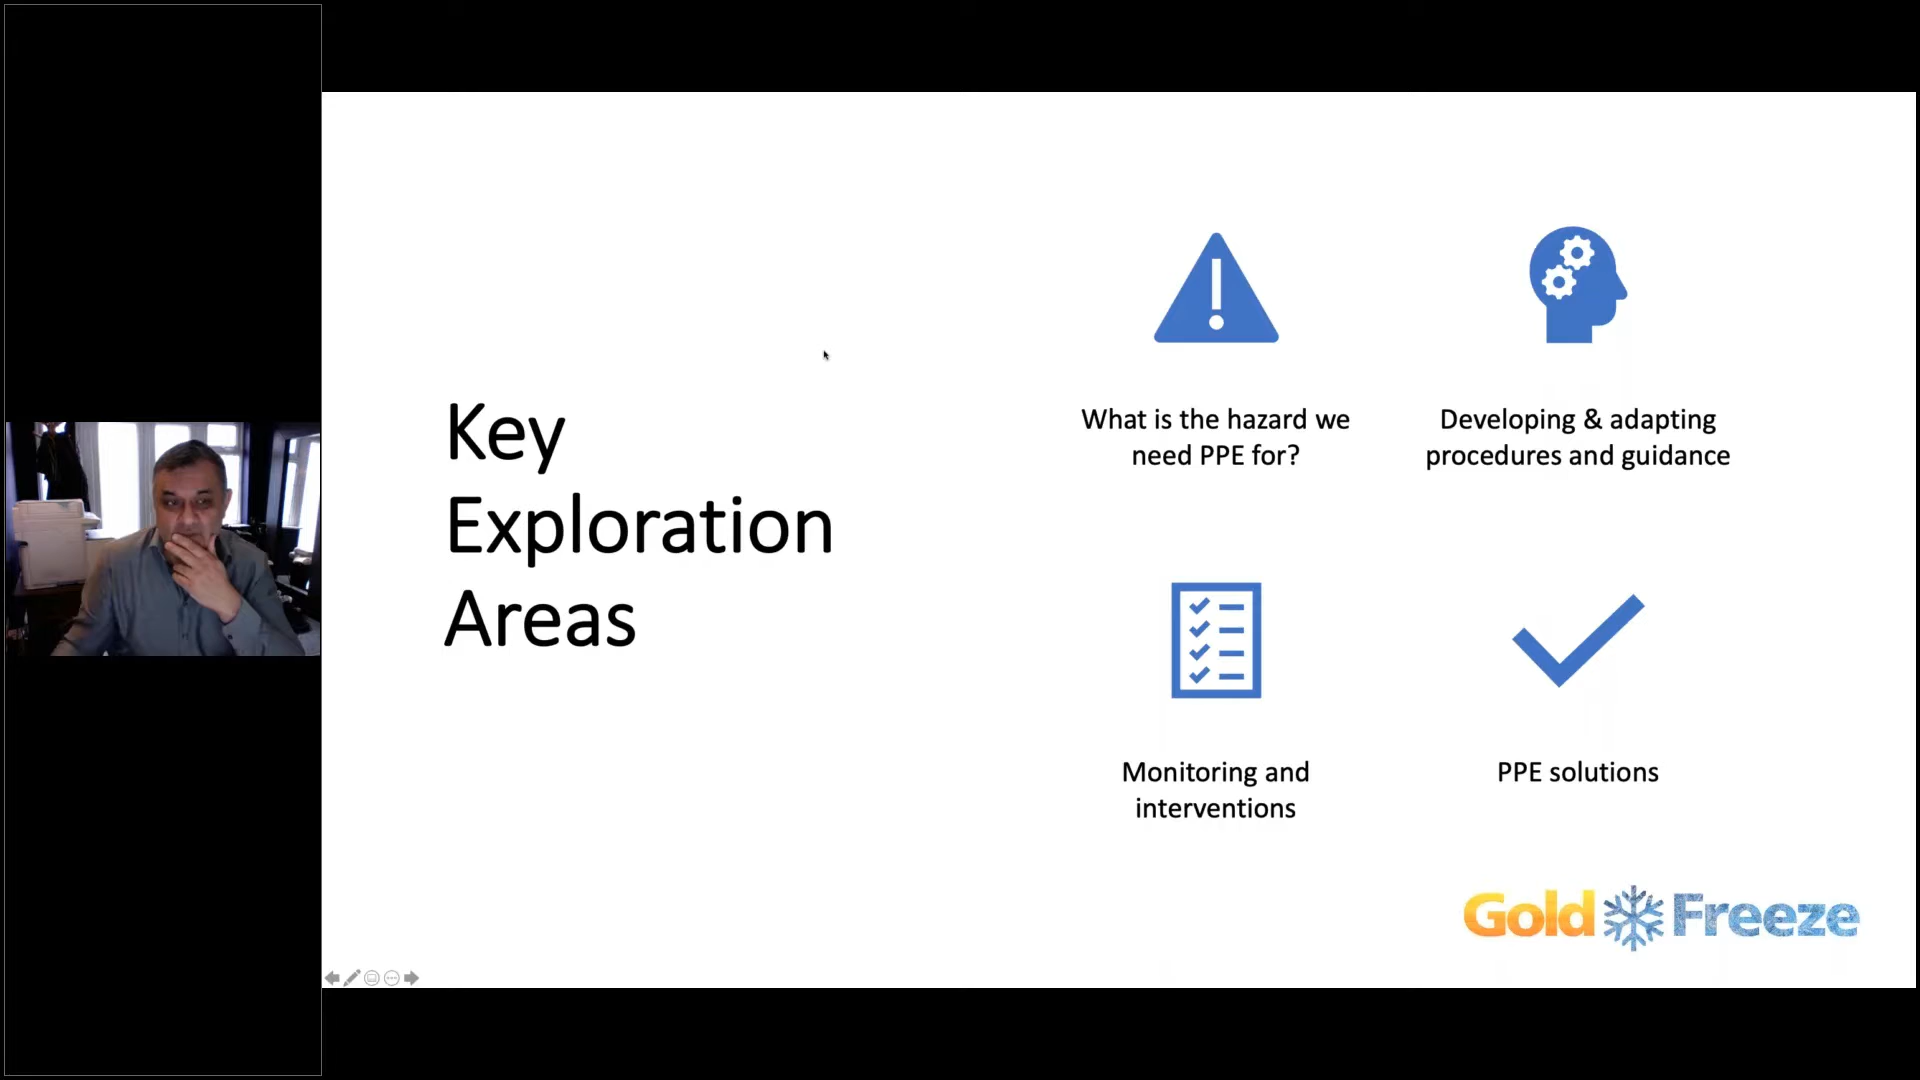 Key
Exploration
Areas
What is the hazard we
need PPE for?
Developing & adapting
procedures and guidance
Monitoring and
interventions
PPE solutions
Gold Freeze